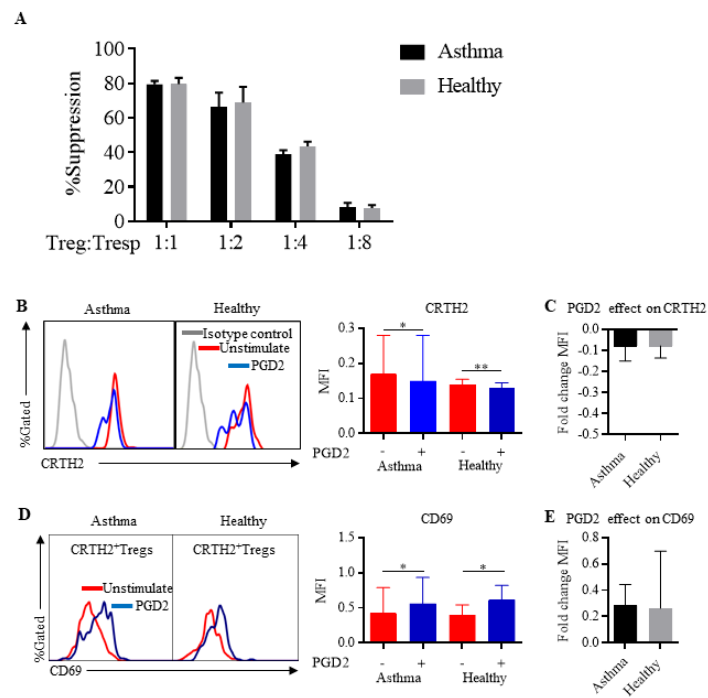 A
Asthma
Healthy
%Suppression
100
80
60
40
20
0
Treg:Tresp 1:1 1:2 1:4 1:8
B
Asthma Healthy
Isotype control
Unstimulate
PGD2
%Gated
CRTH2
CRTH2
MFI
0.3
0.2
0.1
0.0
* **
PGD2 - + - +
Asthma Healthy
C
PGD2 effect on CRTH2
Fold change MFI
-0.0
-0.1
-0.2
-0.3
-0.4
-0.5
Asthma
Healthy
D
Asthma Healthy
CRTH2+Tregs CRTH2+Tregs
Unstimulate
PGD2
%Gated
CD69
CD69
MFI
1.5
1.0
0.5
0.0
* *
PGD2 - + - +
Asthma Healthy
E
PGD2 effect on CD69
Fold change MFI
0.8
0.6
0.4
0.2
0.0
Asthma
Healthy